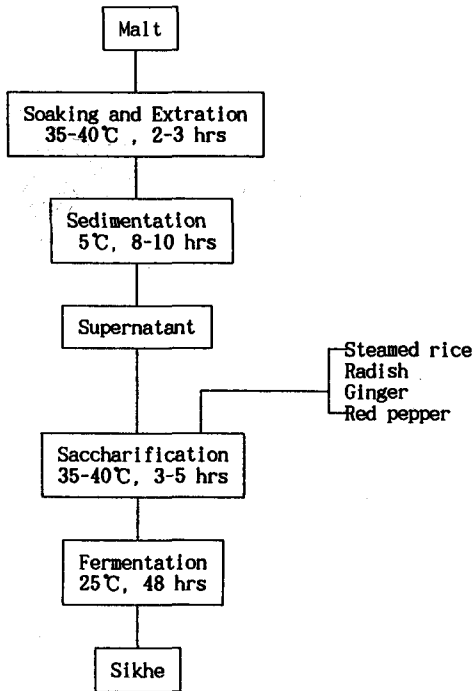 Malt
Soaking and Extration
35-40℃ , 2-3 hrs
Sedimentation
5℃, 8-10 hrs
Supernatant
Steamed rice
Radish
Ginger
Red pepper
Saccharification
35-40℃, 3-5 hrs
Fermentation
25℃, 48 hrs
Sikhe